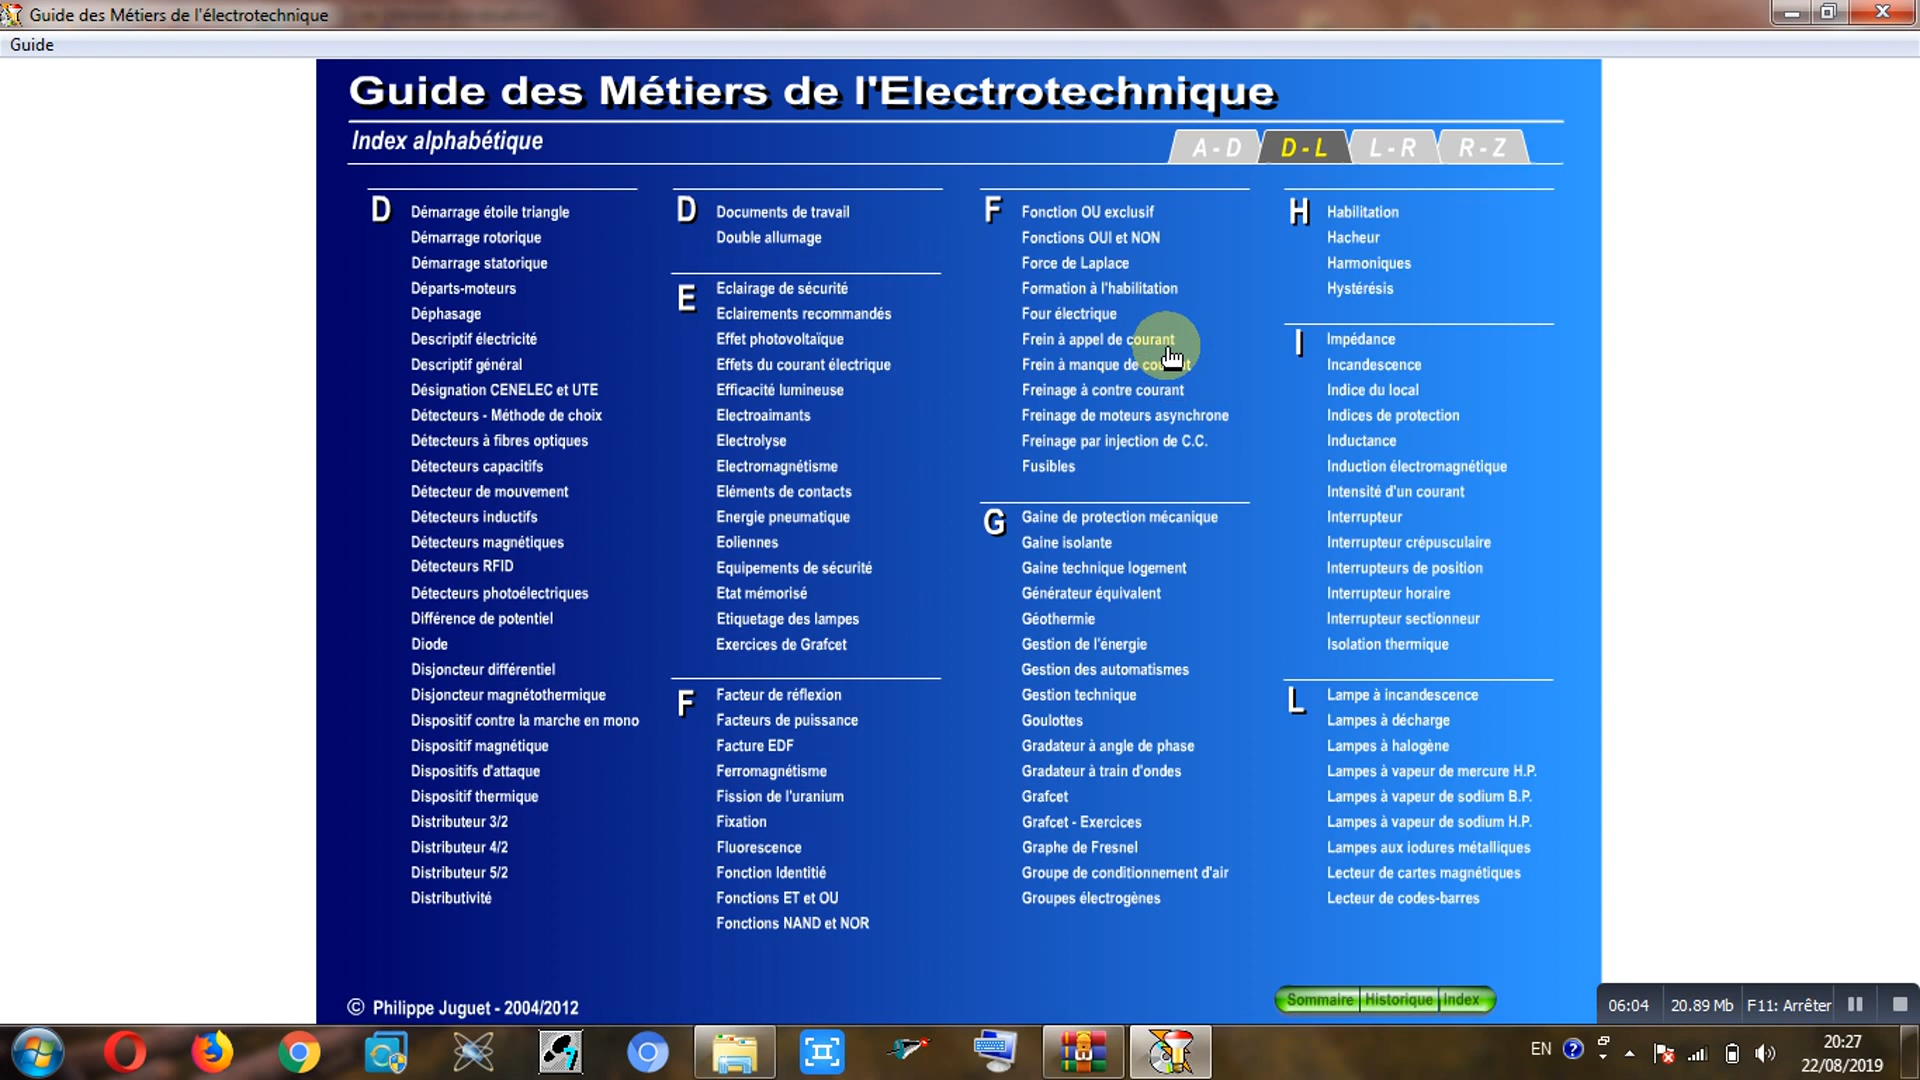 Guide des Métiers de l'électrotechnique
Guide
Guide des Métiers de l'Electrotechnique
Index alphabétique
A - D
D - L
L - R
R - Z
D
Démarrage étoile triangle
Démarrage rotorique
Démarrage statorique
Départs-moteurs
Déphasage
Descriptif électricité
Descriptif général
Désignation CENELEC et UTE
Détecteurs - Méthode de choix
Détecteurs à fibres optiques
Détecteurs capacitifs
Détecteur de mouvement
Détecteurs inductifs
Détecteurs magnétiques
Détecteurs RFID
Détecteurs photoélectriques
Différence de potentiel
Diode
Disjoncteur différentiel
Disjoncteur magnétothermique
Dispositif contre la marche en mono
Dispositif magnétique
Dispositifs d'attaque
Dispositif thermique
Distributeur 3/2
Distributeur 4/2
Distributeur 5/2
Distributivité
D
Documents de travail
Double allumage
E
Eclairage de sécurité
Eclairements recommandés
Effet photovoltaïque
Effets du courant électrique
Efficacité lumineuse
Electroaimants
Electrolyse
Electromagnétisme
Eléments de contacts
Energie pneumatique
Eoliennes
Equipements de sécurité
Etat mémorisé
Etiquetage des lampes
Exercices de Grafcet
F
Facteur de réflexion
Facteurs de puissance
Facture EDF
Ferromagnétisme
Fission de l'uranium
Fixation
Fluorescence
Fonction Identité
Fonctions ET et OU
Fonctions NAND et NOR
F
Fonction OU exclusif
Fonctions OUI et NON
Force de Laplace
Formation à l'habilitation
Four électrique
Frein à appel de courant
Frein à manque de courant
Freinage à contre courant
Freinage de moteurs asynchrone
Freinage par injection de C.C.
Fusibles
G
Gaine de protection mécanique
Gaine isolante
Gaine technique logement
Générateur équivalent
Géothermie
Gestion de l'énergie
Gestion des automatismes
Gestion technique
Goulottes
Gradateur à angle de phase
Gradateur à train d'ondes
Grafcet
Grafcet - Exercices
Graphe de Fresnel
Groupe de conditionnement d'air
Groupes électrogènes
H
Habilitation
Hacheur
Harmoniques
Hystérésis
I
Impédance
Incandescence
Indice du local
Indices de protection
Inductance
Induction électromagnétique
Intensité d'un courant
Interrupteur
Interrupteur crépusculaire
Interrupteurs de position
Interrupteur horaire
Interrupteur sectionneur
Isolation thermique
L
Lampe à incandescence
Lampes à décharge
Lampes à halogène
Lampes à vapeur de mercure H.P.
Lampes à vapeur de sodium B.P.
Lampes à vapeur de sodium H.P.
Lampes aux iodures métalliques
Lecteur de cartes magnétiques
Lecteur de codes-barres
© Philippe Juguet - 2004/2012
Sommaire
Historique
Index
06:04
20.89 Mb
F11: Arrêter
EN
20:27
22/08/2019